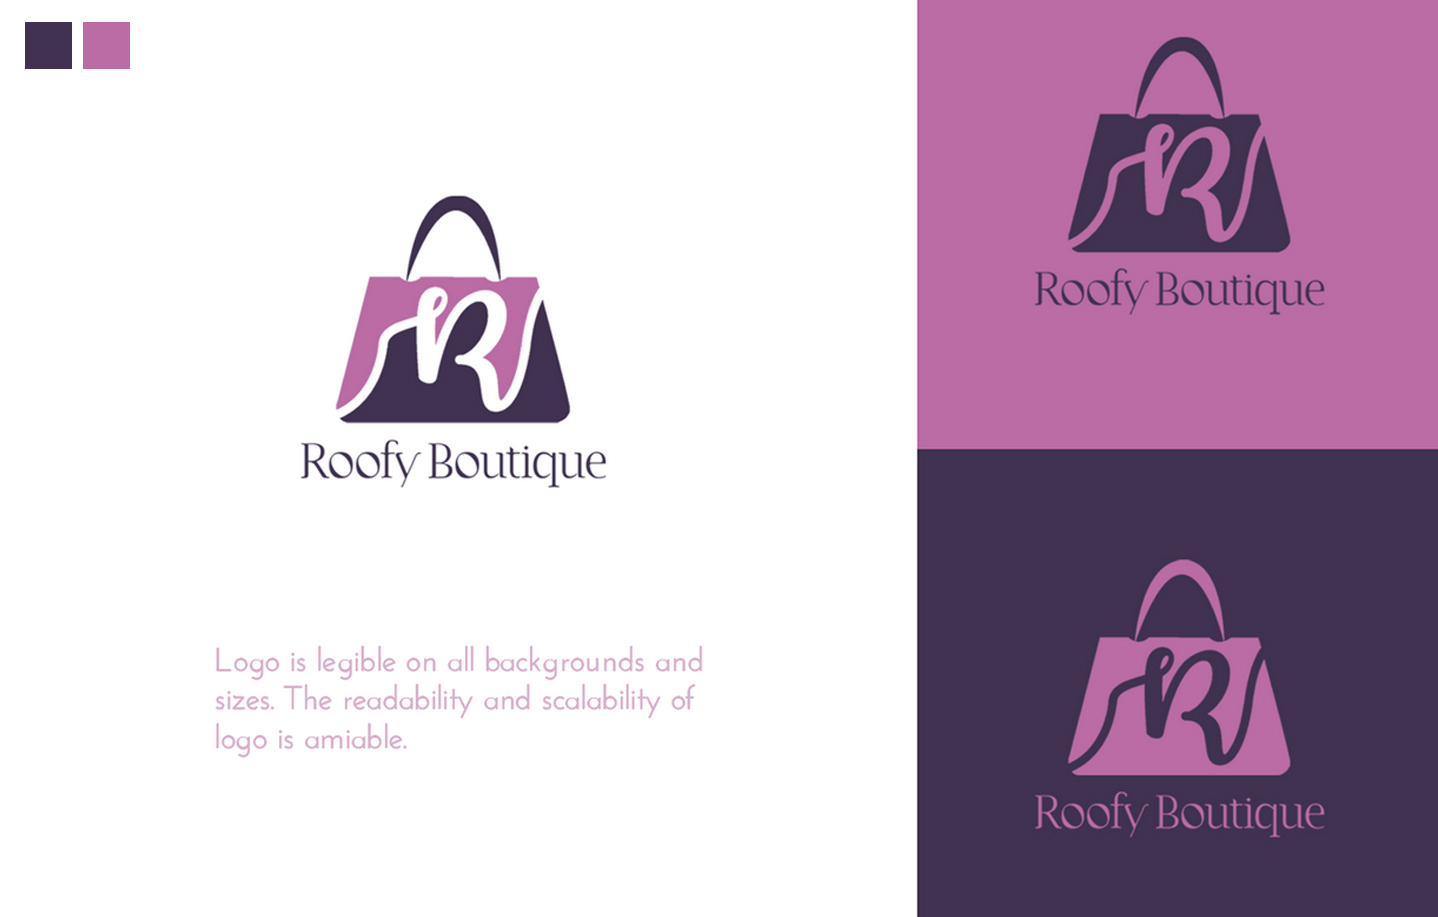 R
Roofy Boutique
Logo is legible on all backgrounds and
sizes. The readability and scalability of
logo is amiable.
R
Roofy Boutique
R
Roofy Boutique